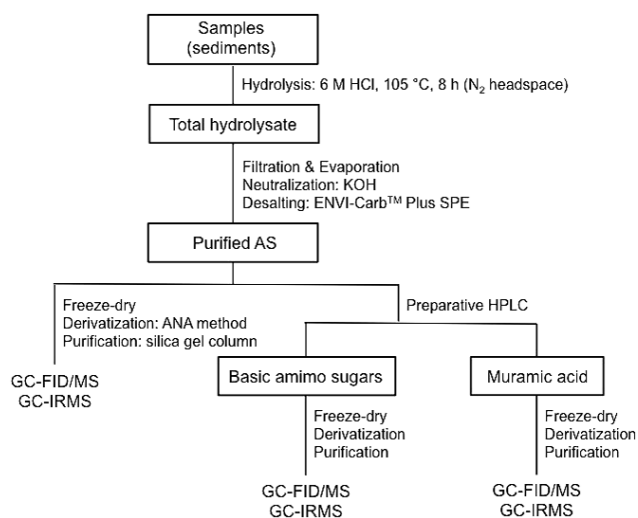 Samples
(sediments)
Hydrolysis: 6 M HCl, 105 °C, 8 h (N₂ headspace)
Total hydrolysate
Filtration & Evaporation
Neutralization: KOH
Desalting: ENVI-Carb™ Plus SPE
Purified AS
Freeze-dry
Derivatization: ANA method
Purification: silica gel column
Preparative HPLC
GC-FID/MS
GC-IRMS
Basic amimo sugars
Muramic acid
Freeze-dry
Derivatization
Purification
Freeze-dry
Derivatization
Purification
GC-FID/MS
GC-IRMS
GC-FID/MS
GC-IRMS